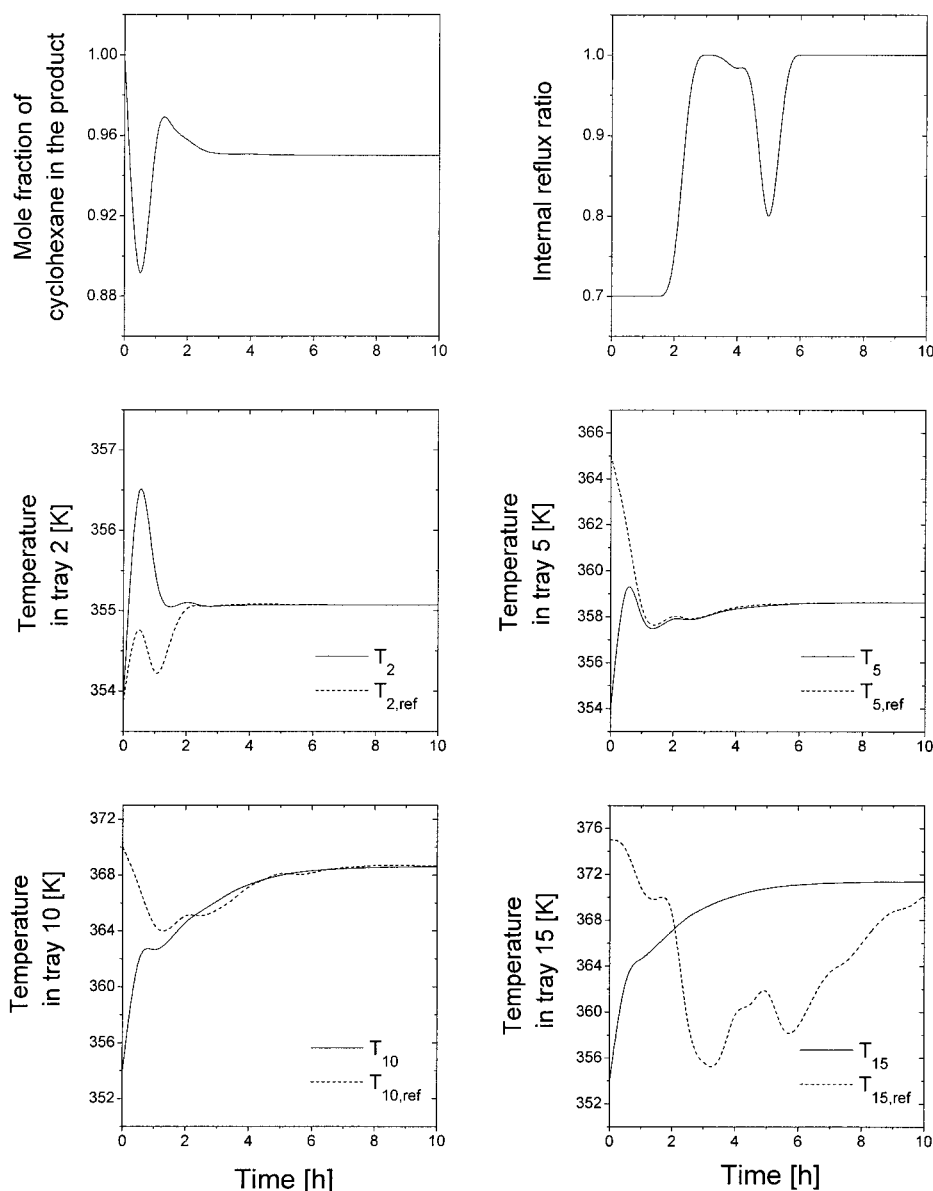 Mole fraction of
cyclohexane in the product
1.00
0.96
0.92
0.88
0 2 4 6 8 10
Internal reflux ratio
1.0
0.9
0.8
0.7
0 2 4 6 8 10
Temperature
in tray 2 [K]
357
356
355
354
T2
T2,ref
0 2 4 6 8 10
Temperature
in tray 5 [K]
366
364
362
360
358
356
354
T5
T5,ref
0 2 4 6 8 10
Temperature
in tray 10 [K]
372
368
364
360
356
352
T10
T10,ref
0 2 4 6 8 10
Time [h]
Temperature
in tray 15 [K]
376
372
368
364
360
356
352
T15
T15,ref
0 2 4 6 8 10
Time [h]